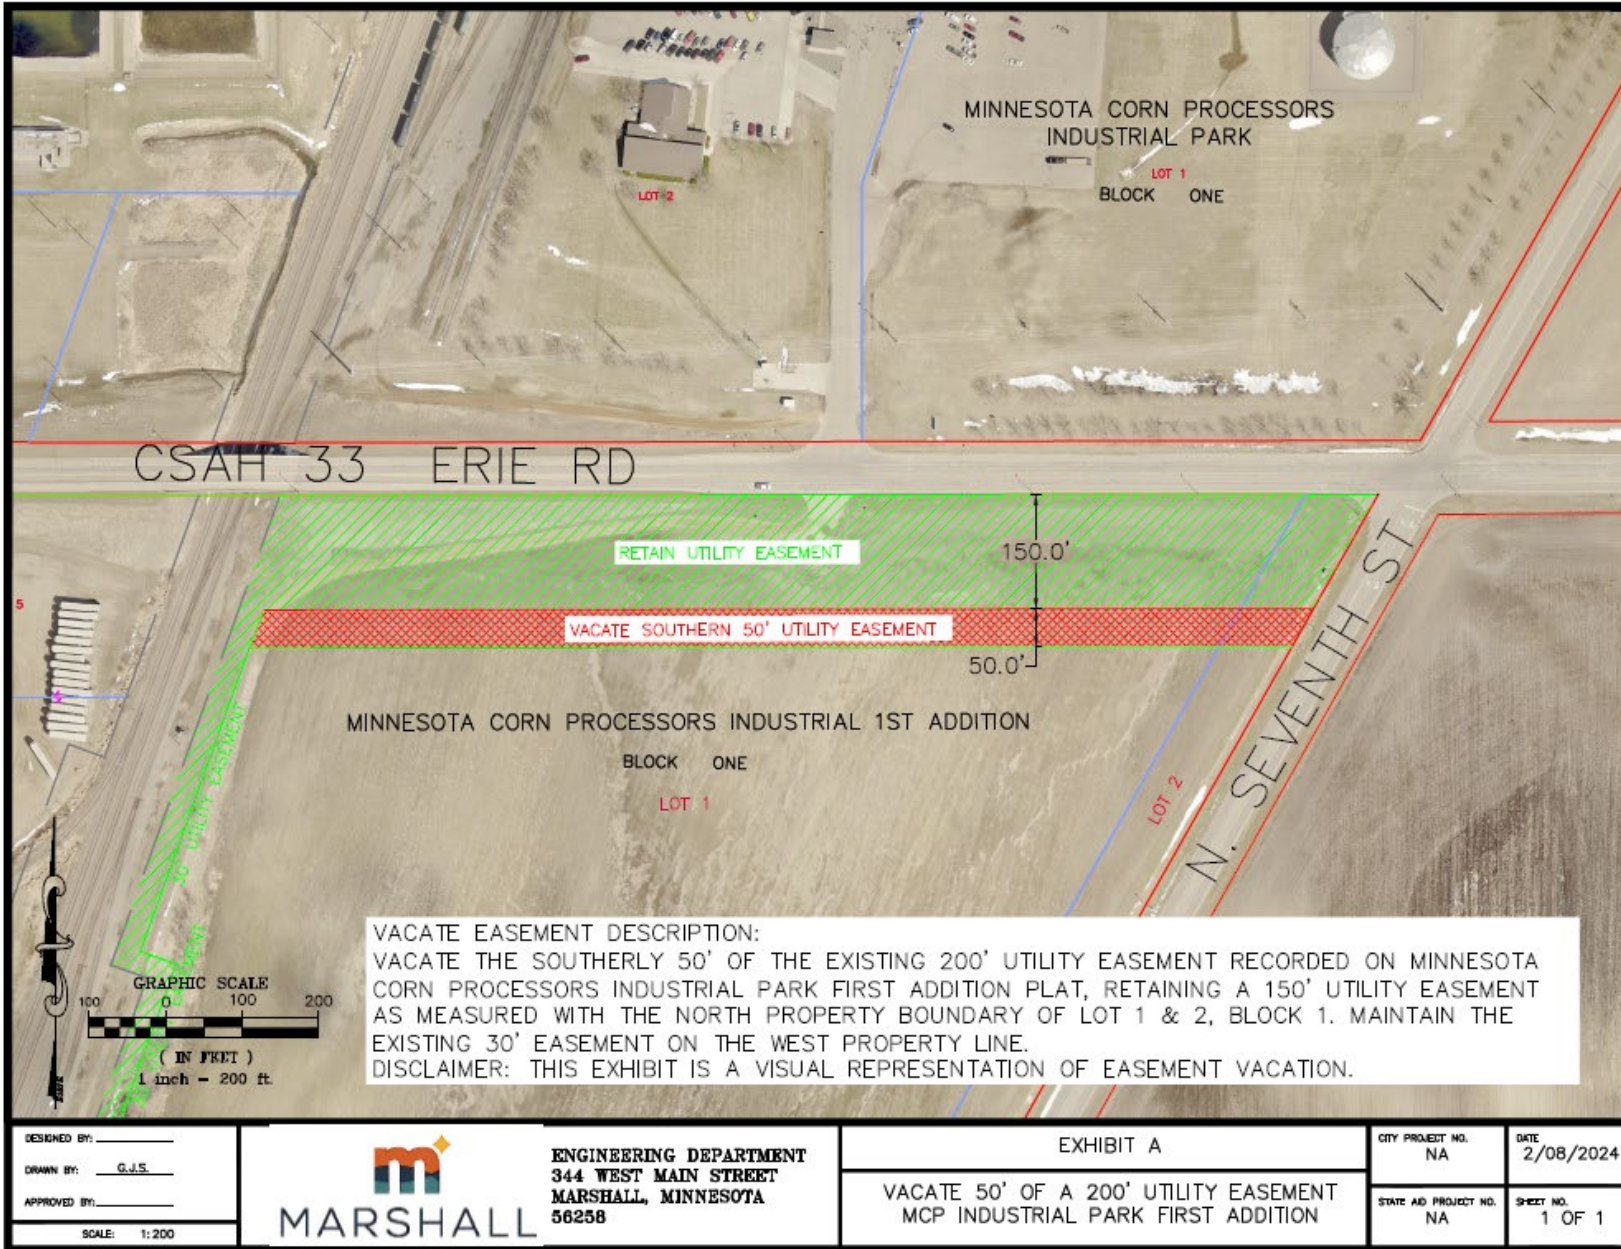 MINNESOTA CORN PROCESSORS
INDUSTRIAL PARK
LOT 1
BLOCK ONE
LOT 2
CSAH 33 ERIE RD
RETAIN UTILITY EASEMENT
150.0'
VACATE SOUTHERN 50' UTILITY EASEMENT
50.0'
5
N. SEVENTH ST
MINNESOTA CORN PROCESSORS INDUSTRIAL 1ST ADDITION
BLOCK ONE
LOT 1
LOT 2
30' UTILITY EASEMENT
EASEMENT
GRAPHIC SCALE
100 0 100 200
( IN FEET )
1 inch = 200 ft.
VACATE EASEMENT DESCRIPTION:
VACATE THE SOUTHERLY 50' OF THE EXISTING 200' UTILITY EASEMENT RECORDED ON MINNESOTA
CORN PROCESSORS INDUSTRIAL PARK FIRST ADDITION PLAT, RETAINING A 150' UTILITY EASEMENT
AS MEASURED WITH THE NORTH PROPERTY BOUNDARY OF LOT 1 & 2, BLOCK 1. MAINTAIN THE
EXISTING 30' EASEMENT ON THE WEST PROPERTY LINE.
DISCLAIMER: THIS EXHIBIT IS A VISUAL REPRESENTATION OF EASEMENT VACATION.
DESIGNED BY:
DRAWN BY: G.J.S.
APPROVED BY:
SCALE: 1:200
MARSHALL
ENGINEERING DEPARTMENT
344 WEST MAIN STREET
MARSHALL, MINNESOTA
56258
EXHIBIT A
VACATE 50' OF A 200' UTILITY EASEMENT
MCP INDUSTRIAL PARK FIRST ADDITION
CITY PROJECT NO.
NA
STATE AID PROJECT NO.
NA
DATE
2/08/2024
SHEET NO.
1 OF 1